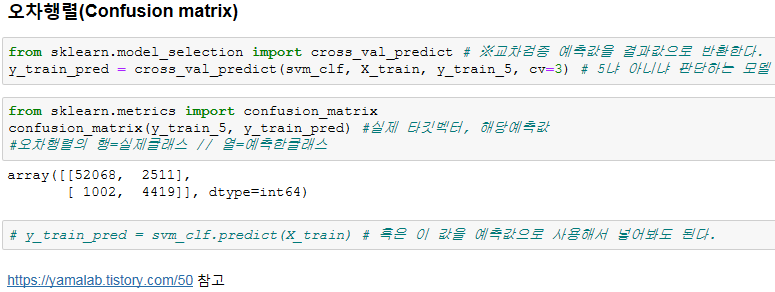 오차행렬(Confusion matrix)
from sklearn.model_selection import cross_val_predict # ※교차검증 예측값을 결과값으로 반환한다.
y_train_pred = cross_val_predict(svm_clf, X_train, y_train_5, cv=3) # 5냐 아니냐 판단하는 모델
from sklearn.metrics import confusion_matrix
confusion_matrix(y_train_5, y_train_pred) #실제 타깃벡터, 해당예측값
#오차행렬의 행=실제클래스 // 열=예측한클래스
array([[52068,  2511],
       [ 1002,  4419]], dtype=int64)
# y_train_pred = svm_clf.predict(X_train) # 혹은 이 값을 예측값으로 사용해서 넣어봐도 된다.
https://yamalab.tistory.com/50 참고